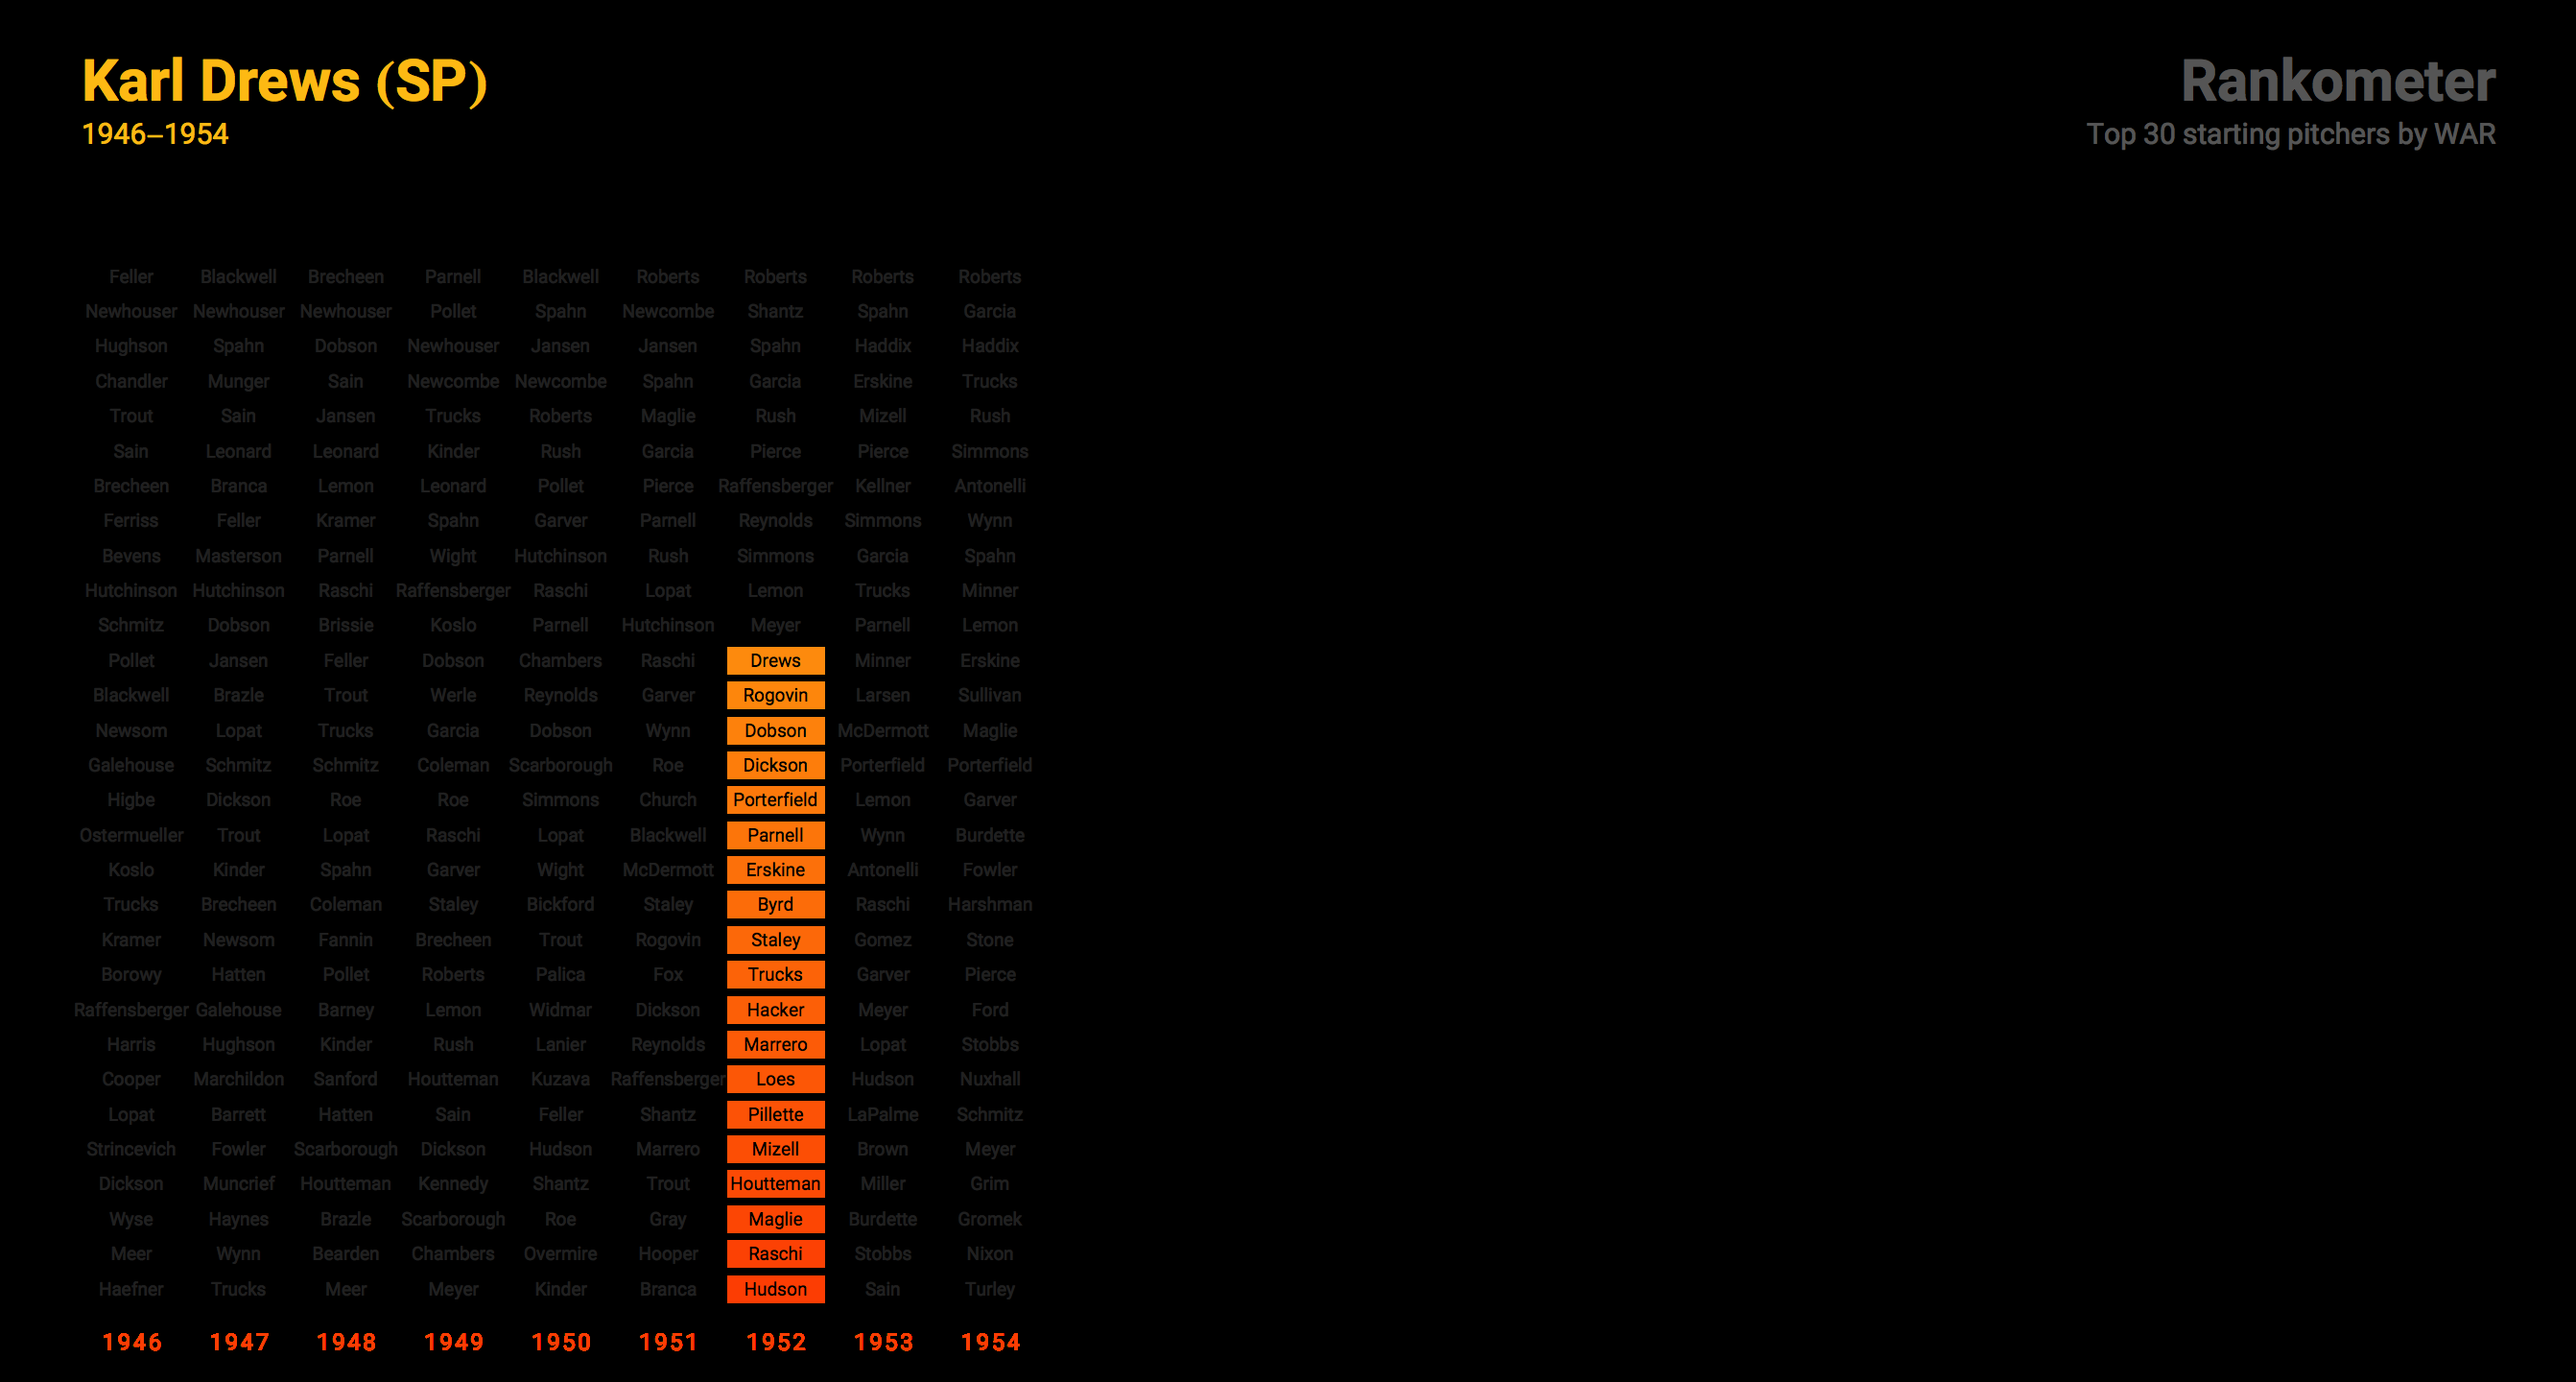 Karl Drews (SP)
1946–1954
Rankometer
Top 30 starting pitchers by WAR
Feller Blackwell Brecheen Parnell Blackwell Roberts Roberts Roberts Roberts
Newhouser Newhouser Newhouser Pollet Spahn Newcombe Shantz Spahn Garcia
Hughson Spahn Dobson Newhouser Jansen Jansen Spahn Haddix Haddix
Chandler Munger Sain Newcombe Newcombe Spahn Garcia Erskine Trucks
Trout Sain Jansen Trucks Roberts Maglie Rush Mizell Rush
Sain Leonard Leonard Kinder Rush Garcia Pierce Pierce Simmons
Brecheen Branca Lemon Leonard Pollet Pierce Raffensberger Kellner Antonelli
Ferriss Feller Kramer Spahn Garver Parnell Reynolds Simmons Wynn
Bevens Masterson Parnell Wight Hutchinson Rush Simmons Garcia Spahn
Hutchinson Hutchinson Raschi Raffensberger Raschi Lopat Lemon Trucks Minner
Schmitz Dobson Brissie Koslo Parnell Hutchinson Meyer Parnell Lemon
Pollet Jansen Feller Dobson Chambers Raschi Drews Minner Erskine
Blackwell Brazle Trout Werle Reynolds Garver Rogovin Larsen Sullivan
Newsom Lopat Trucks Garcia Dobson Wynn Dobson McDermott Maglie
Galehouse Schmitz Schmitz Coleman Scarborough Roe Dickson Porterfield Porterfield
Higbe Dickson Roe Roe Simmons Church Porterfield Lemon Garver
Ostermueller Trout Lopat Raschi Lopat Blackwell Parnell Wynn Burdette
Koslo Kinder Spahn Garver Wight McDermott Erskine Antonelli Fowler
Trucks Brecheen Coleman Staley Bickford Staley Byrd Raschi Harshman
Kramer Newsom Fannin Brecheen Trout Rogovin Staley Gomez Stone
Borowy Hatten Pollet Roberts Palica Fox Trucks Garver Pierce
Raffensberger Galehouse Barney Lemon Widmar Dickson Hacker Meyer Ford
Harris Hughson Kinder Rush Lanier Reynolds Marrero Lopat Stobbs
Cooper Marchildon Sanford Houtteman Kuzava Raffensberger Loes Hudson Nuxhall
Lopat Barrett Hatten Sain Feller Shantz Pillette LaPalme Schmitz
Strincevich Fowler Scarborough Dickson Hudson Marrero Mizell Brown Meyer
Dickson Muncrief Houtteman Kennedy Shantz Trout Houtteman Miller Grim
Wyse Haynes Brazle Scarborough Roe Gray Maglie Burdette Gromek
Meer Wynn Bearden Chambers Overmire Hooper Raschi Stobbs Nixon
Haefner Trucks Meer Meyer Kinder Branca Hudson Sain Turley
1946 1947 1948 1949 1950 1951 1952 1953 1954